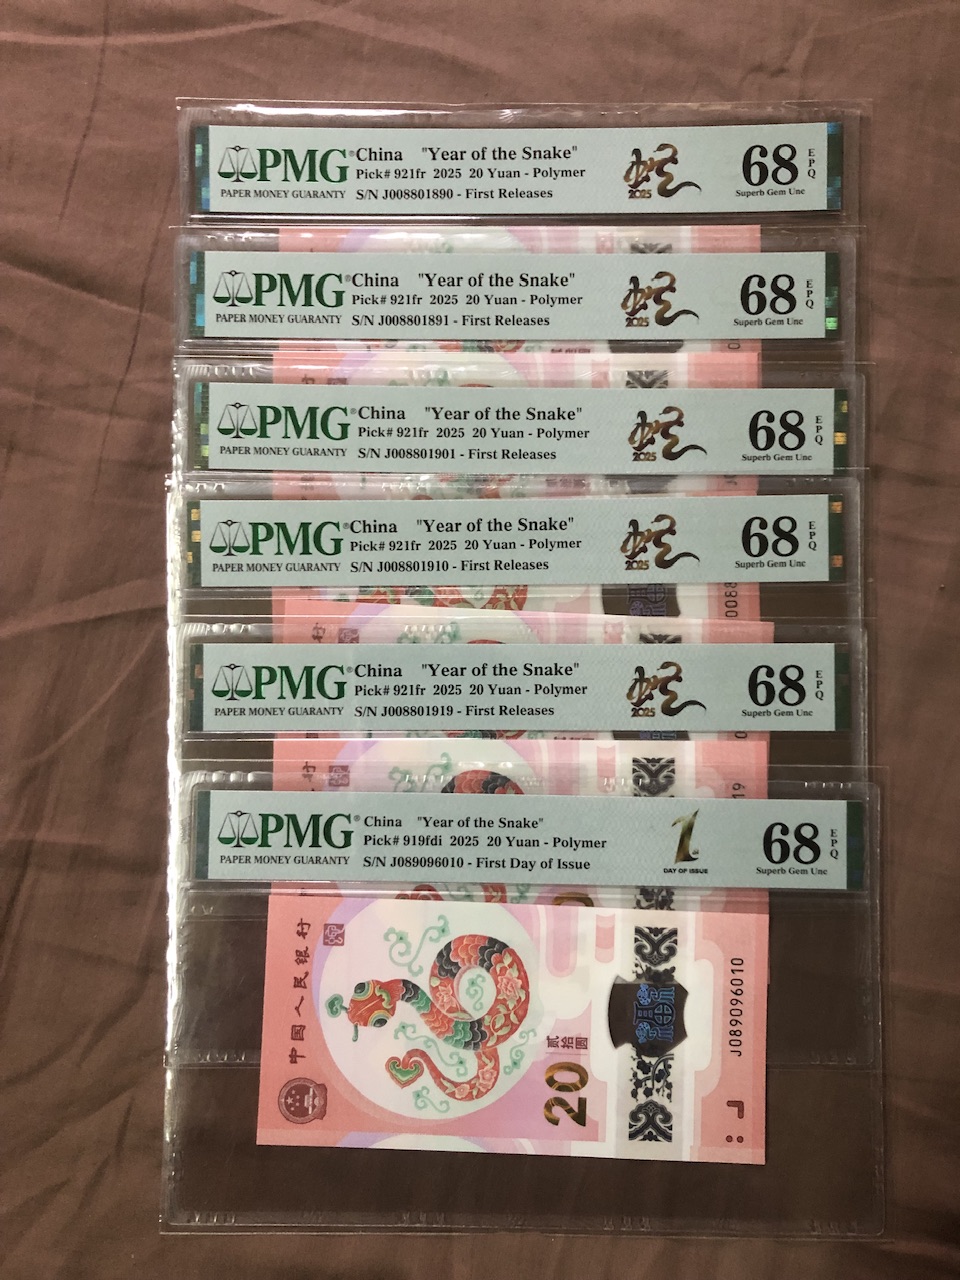 PMG® China "Year of the Snake"
Pick# 921fr 2025 20 Yuan - Polymer
PAPER MONEY GUARANTY S/N J008801890 - First Releases
2025
68 EPQ
Superb Gem Unc
PMG® China "Year of the Snake"
Pick# 921fr 2025 20 Yuan - Polymer
PAPER MONEY GUARANTY S/N J008801891 - First Releases
2025
68 EPQ
Superb Gem Unc
PMG® China "Year of the Snake"
Pick# 921fr 2025 20 Yuan - Polymer
PAPER MONEY GUARANTY S/N J008801901 - First Releases
2025
68 EPQ
Superb Gem Unc
PMG® China "Year of the Snake"
Pick# 921fr 2025 20 Yuan - Polymer
PAPER MONEY GUARANTY S/N J008801910 - First Releases
2025
68 EPQ
Superb Gem Unc
PMG® China "Year of the Snake"
Pick# 921fr 2025 20 Yuan - Polymer
PAPER MONEY GUARANTY S/N J008801919 - First Releases
2025
68 EPQ
Superb Gem Unc
PMG® China "Year of the Snake"
Pick# 919fdi 2025 20 Yuan - Polymer
PAPER MONEY GUARANTY S/N J089096010 - First Day of Issue
1
DAY OF ISSUE
68 EPQ
Superb Gem Unc
中国人民银行
贰拾圆
20
J089096010